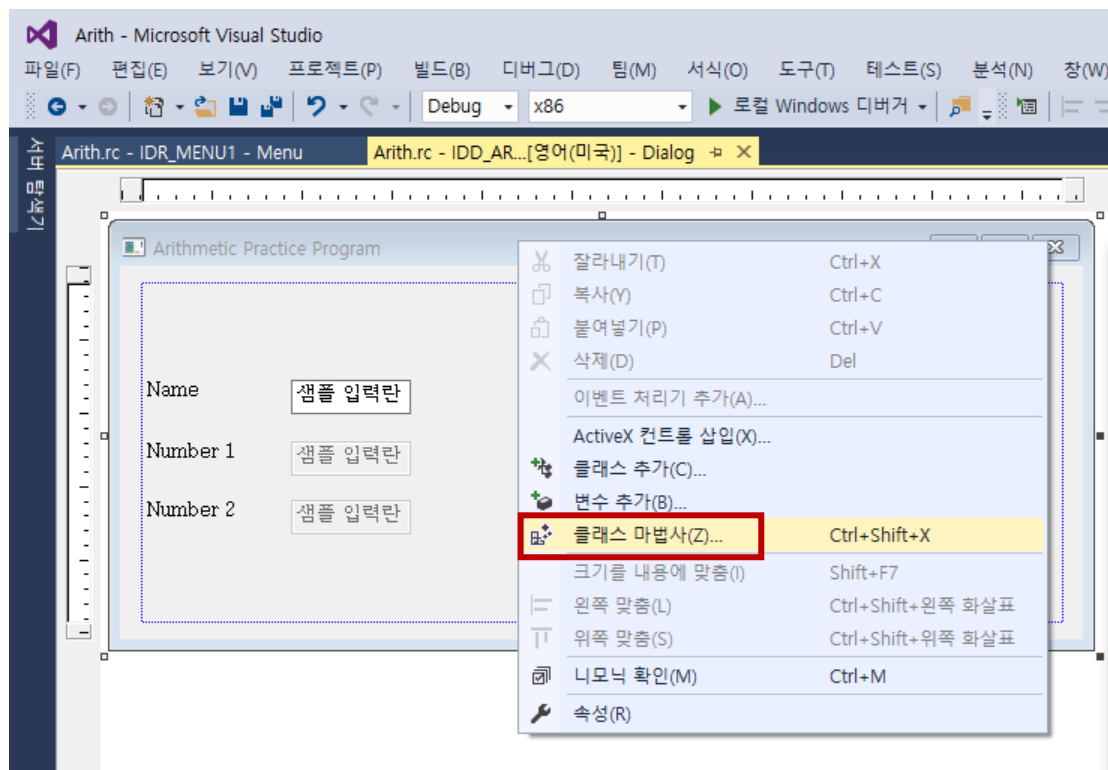 Arith - Microsoft Visual Studio
파일(F) 편집(E) 보기(V) 프로젝트(P) 빌드(B) 디버그(D) 팀(M) 서식(O) 도구(T) 테스트(S) 분석(N) 창(W)
Debug x86 로컬 Windows 디버거
서버 탐색기
Arith.rc - IDR_MENU1 - Menu Arith.rc - IDD_AR...[영어(미국)] - Dialog
Arithmetic Practice Program
Name 샘플 입력란
Number 1 샘플 입력란
Number 2 샘플 입력란
잘라내기(T) Ctrl+X
복사(Y) Ctrl+C
붙여넣기(P) Ctrl+V
삭제(D) Del
이벤트 처리기 추가(A)...
ActiveX 컨트롤 삽입(X)...
클래스 추가(C)...
변수 추가(B)...
클래스 마법사(Z)... Ctrl+Shift+X
크기를 내용에 맞춤(I) Shift+F7
왼쪽 맞춤(L) Ctrl+Shift+왼쪽 화살표
위쪽 맞춤(S) Ctrl+Shift+위쪽 화살표
니모닉 확인(M) Ctrl+M
속성(R)